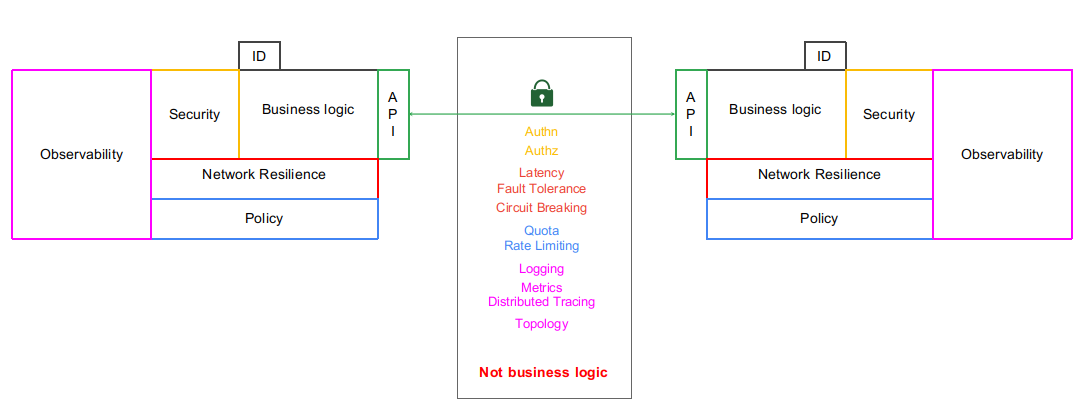 ID
Observability
Security
Business logic
A
P
I
Network Resilience
Policy
Authn
Authz
Latency
Fault Tolerance
Circuit Breaking
Quota
Rate Limiting
Logging
Metrics
Distributed Tracing
Topology
Not business logic
ID
A
P
I
Business logic
Security
Observability
Network Resilience
Policy